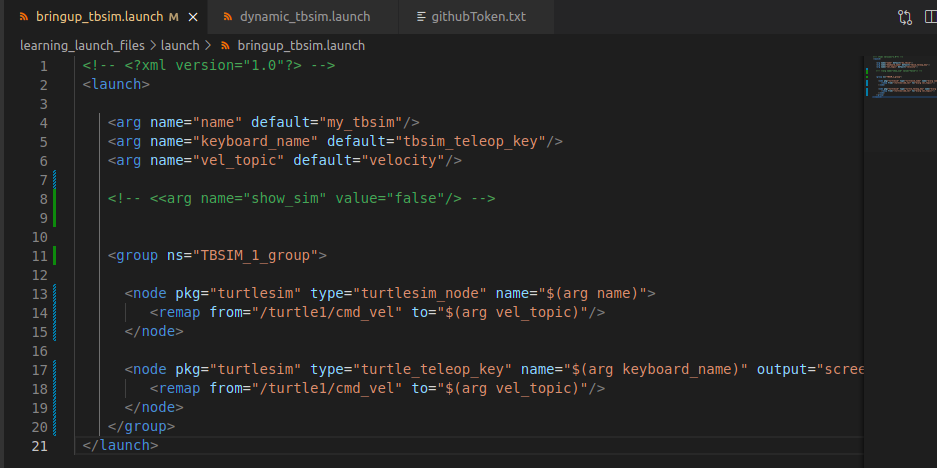 bringup_tbsim.launch M
dynamic_tbsim.launch
githubToken.txt
learning_launch_files > launch > bringup_tbsim.launch
1 <!-- <?xml version="1.0"?> -->
2 <launch>
3
4 <arg name="name" default="my_tbsim"/>
5 <arg name="keyboard_name" default="tbsim_teleop_key"/>
6 <arg name="vel_topic" default="velocity"/>
7
8 <!-- <<arg name="show_sim" value="false"/> -->
9
10
11 <group ns="TBSIM_1_group">
12
13 <node pkg="turtlesim" type="turtlesim_node" name="$(arg name)">
14 <remap from="/turtle1/cmd_vel" to="$(arg vel_topic)"/>
15 </node>
16
17 <node pkg="turtlesim" type="turtle_teleop_key" name="$(arg keyboard_name)" output="scree
18 <remap from="/turtle1/cmd_vel" to="$(arg vel_topic)"/>
19 </node>
20 </group>
21 </launch>